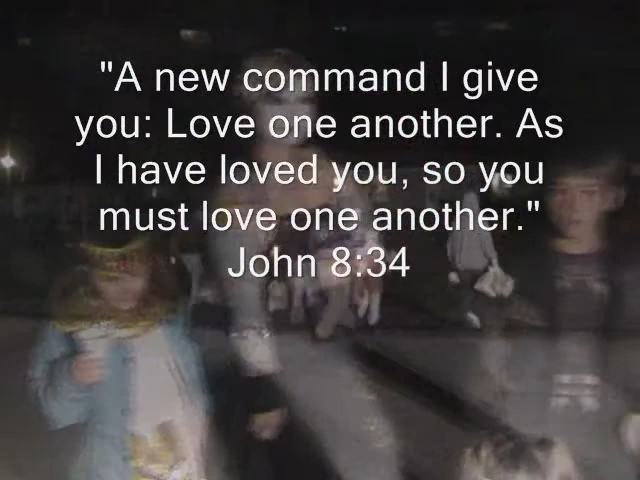 "A new command I give
you: Love one another. As
I have loved you, so you
must love one another."
John 8:34